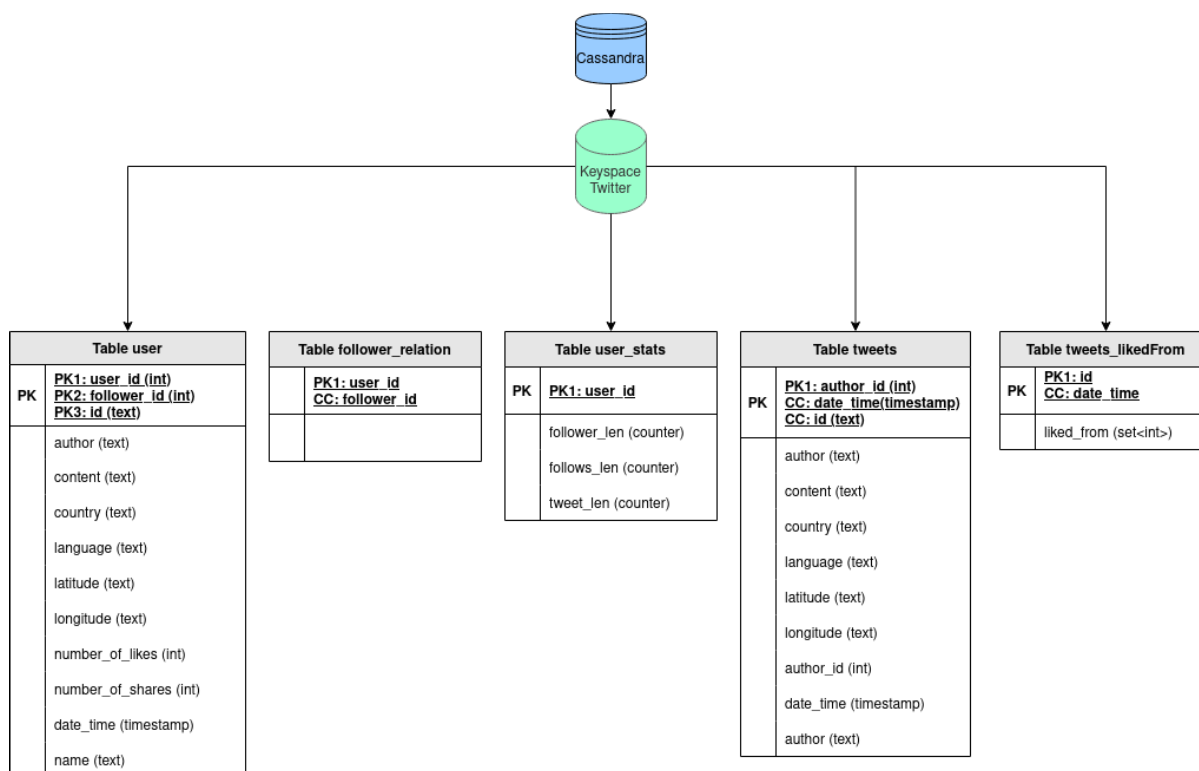 Cassandra
Keyspace
Twitter
Table user
PK
PK1: user_id (int)
PK2: follower_id (int)
PK3: id (text)
author (text)
content (text)
country (text)
language (text)
latitude (text)
longitude (text)
number_of_likes (int)
number_of_shares (int)
date_time (timestamp)
name (text)
Table follower_relation
PK1: user_id
CC: follower_id
Table user_stats
PK
PK1: user_id
follower_len (counter)
follows_len (counter)
tweet_len (counter)
Table tweets
PK
PK1: author_id (int)
CC: date_time(timestamp)
CC: id (text)
author (text)
content (text)
country (text)
language (text)
latitude (text)
longitude (text)
author_id (int)
date_time (timestamp)
author (text)
Table tweets_likedFrom
PK
PK1: id
CC: date_time
liked_from (set<int>)